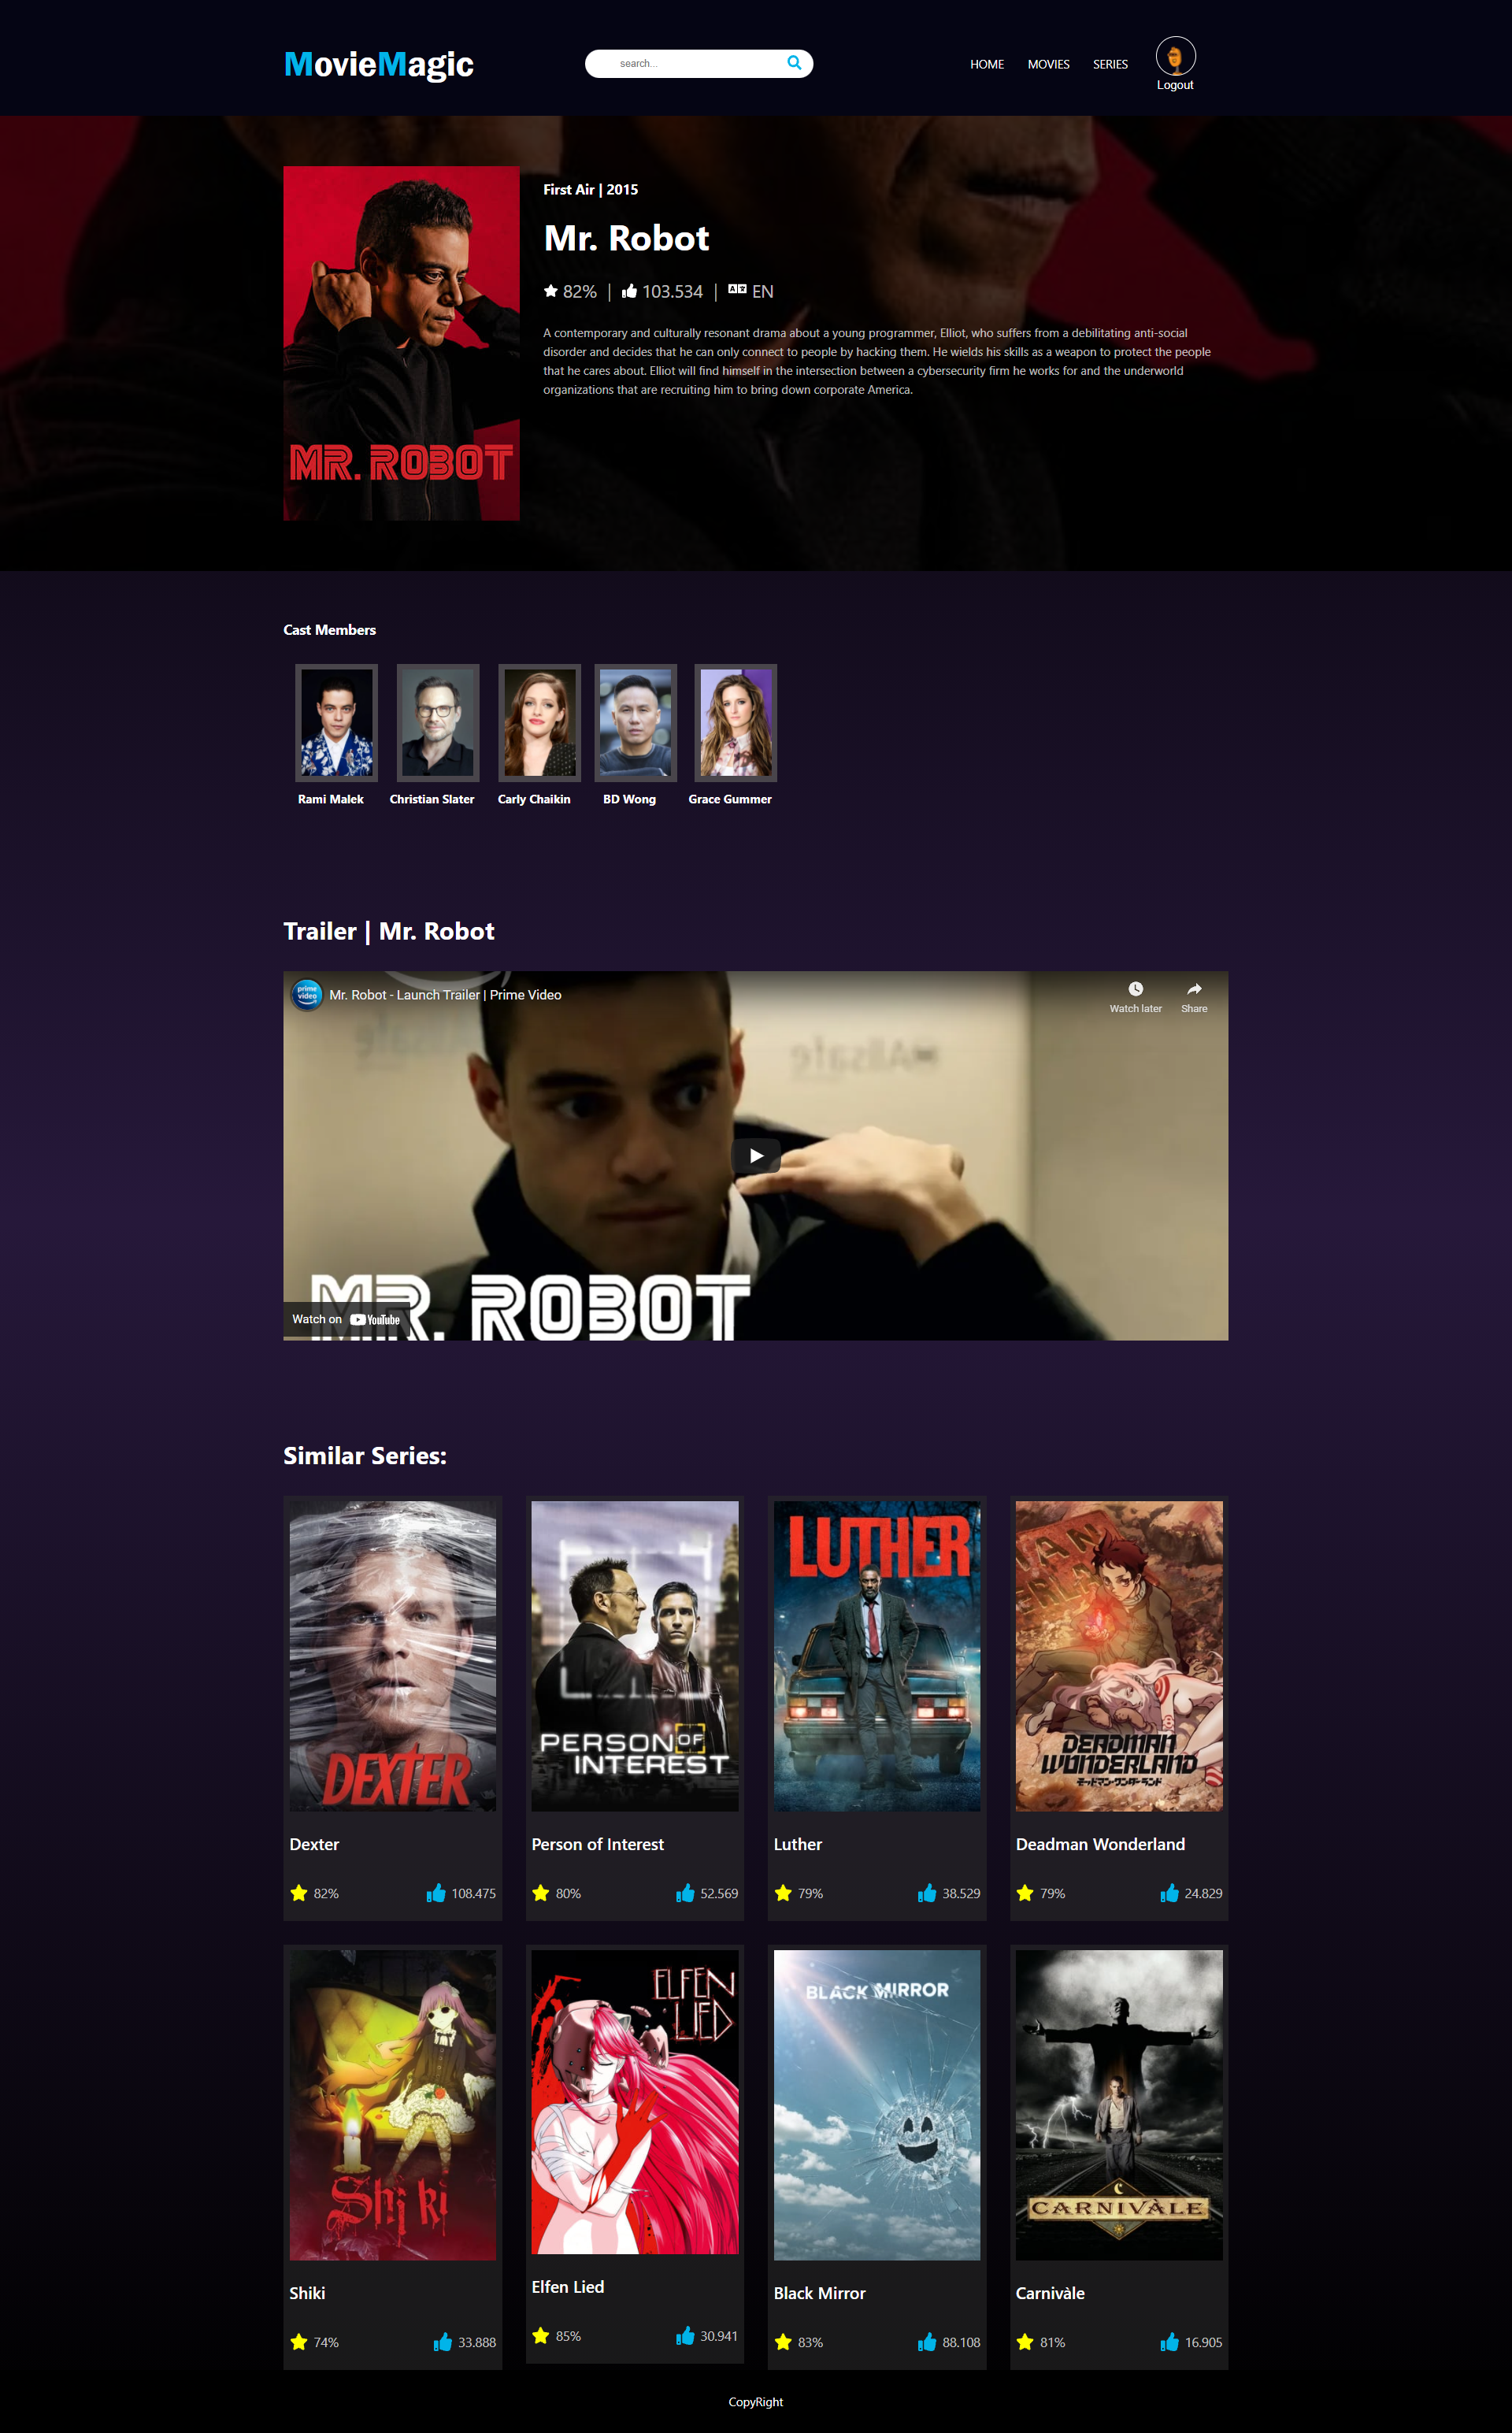 MovieMagic
search...
HOME
MOVIES
SERIES
Logout
First Air | 2015
Mr. Robot
82% | 103.534 | EN
A contemporary and culturally resonant drama about a young programmer, Elliot, who suffers from a debilitating anti-social
disorder and decides that he can only connect to people by hacking them. He wields his skills as a weapon to protect the people
that he cares about. Elliot will find himself in the intersection between a cybersecurity firm he works for and the underworld
organizations that are recruiting him to bring down corporate America.
MR. ROBOT
Cast Members
Rami Malek
Christian Slater
Carly Chaikin
BD Wong
Grace Gummer
Trailer | Mr. Robot
prime
video
Mr. Robot - Launch Trailer | Prime Video
Watch later
Share
Allsafe
MR. ROBOT
Watch on YouTube
Similar Series:
DEXTER
PERSON OF
INTEREST
LUTHER
DEADMAN
WONDERLAND
Dexter
Person of Interest
Luther
Deadman Wonderland
82%
108.475
80%
52.569
79%
38.529
79%
24.829
Shiki
ELFEN
LIED
BLACK MIRROR
CARNIVÀLE
Shiki
Elfen Lied
Black Mirror
Carnivàle
74%
33.888
85%
30.941
83%
88.108
81%
16.905
CopyRight